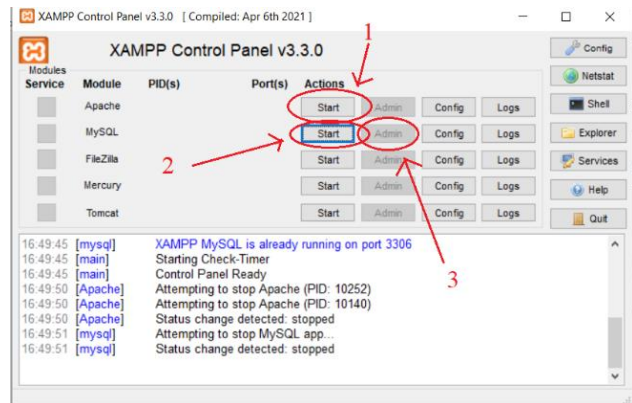 XAMPP Control Panel v3.3.0 [ Compiled: Apr 6th 2021 ]
1
XAMPP Control Panel v3.3.0
Config
Modules
Service Module PID(s) Port(s) Actions
Netstat
Apache Start Admin Config Logs
Shell
MySQL Start Admin Config Logs
Explorer
2
FileZilla Start Admin Config Logs
Services
Mercury Start Admin Config Logs
Help
Tomcat Start Admin Config Logs
Quit
16:49:45 [mysql] XAMPP MySQL is already running on port 3306
16:49:45 [main] Starting Check-Timer
16:49:45 [main] Control Panel Ready
3
16:49:50 [Apache] Attempting to stop Apache (PID: 10252)
16:49:50 [Apache] Attempting to stop Apache (PID: 10140)
16:49:50 [Apache] Status change detected: stopped
16:49:51 [mysql] Attempting to stop MySQL app...
16:49:51 [mysql] Status change detected: stopped